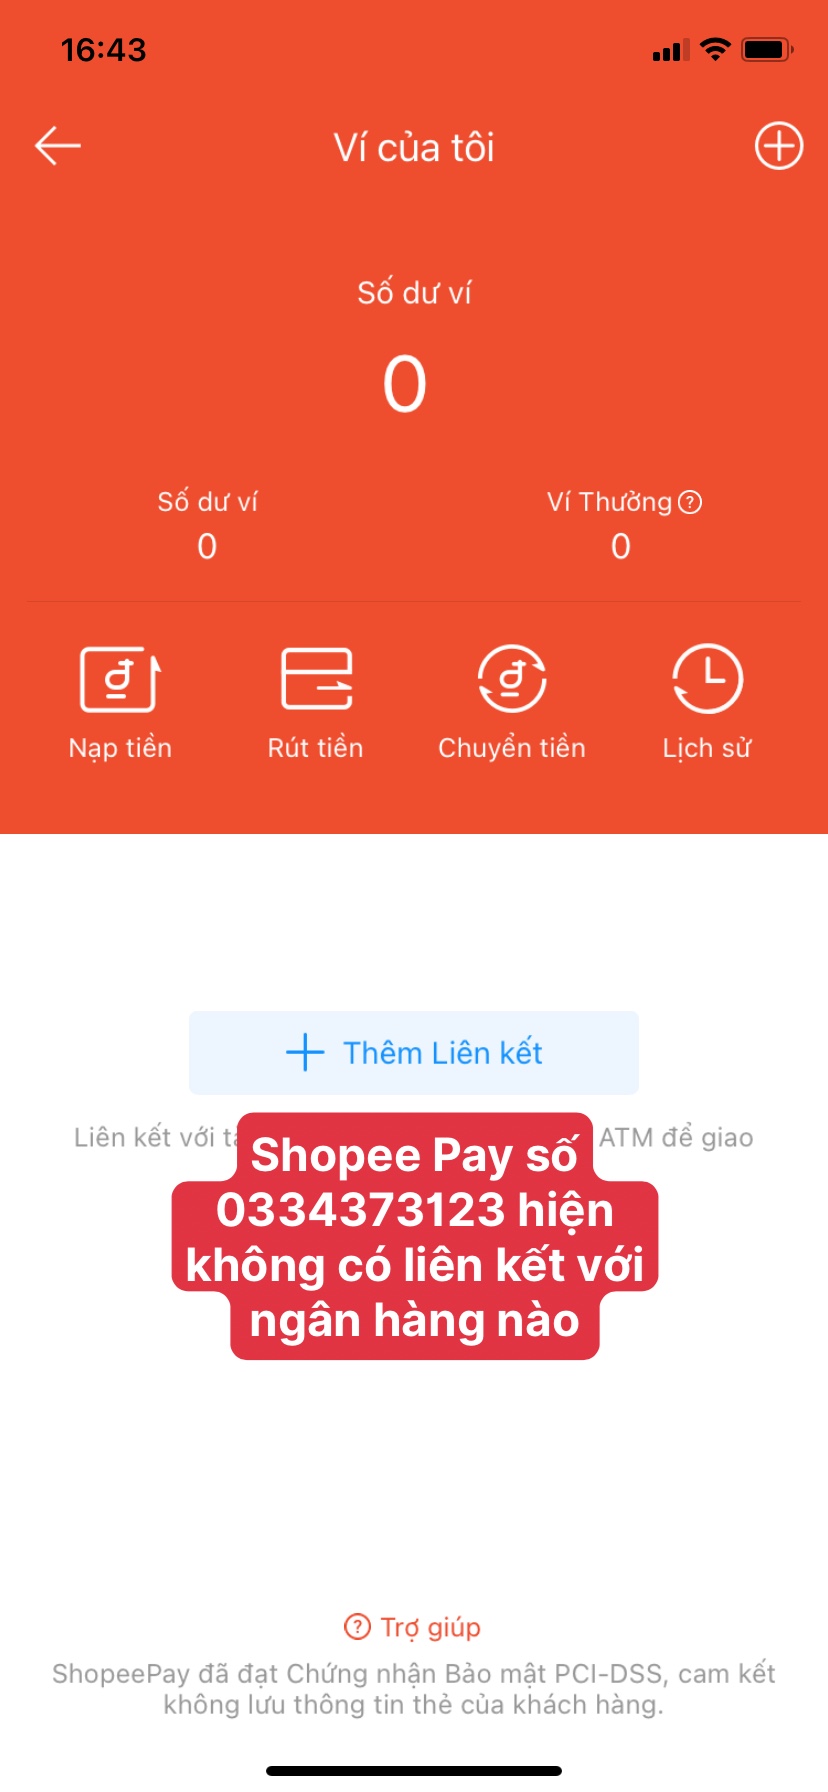 16:43
Ví của tôi
Số dư ví
0
Số dư ví
Ví Thưởng
0
0
Nạp tiền
Rút tiền
Chuyển tiền
Lịch sử
Thêm Liên kết
Liên kết với ATM để giao
Shopee Pay số
0334373123 hiện
không có liên kết với
ngân hàng nào
Trợ giúp
ShopeePay đã đạt Chứng nhận Bảo mật PCI-DSS, cam kết
không lưu thông tin thẻ của khách hàng.